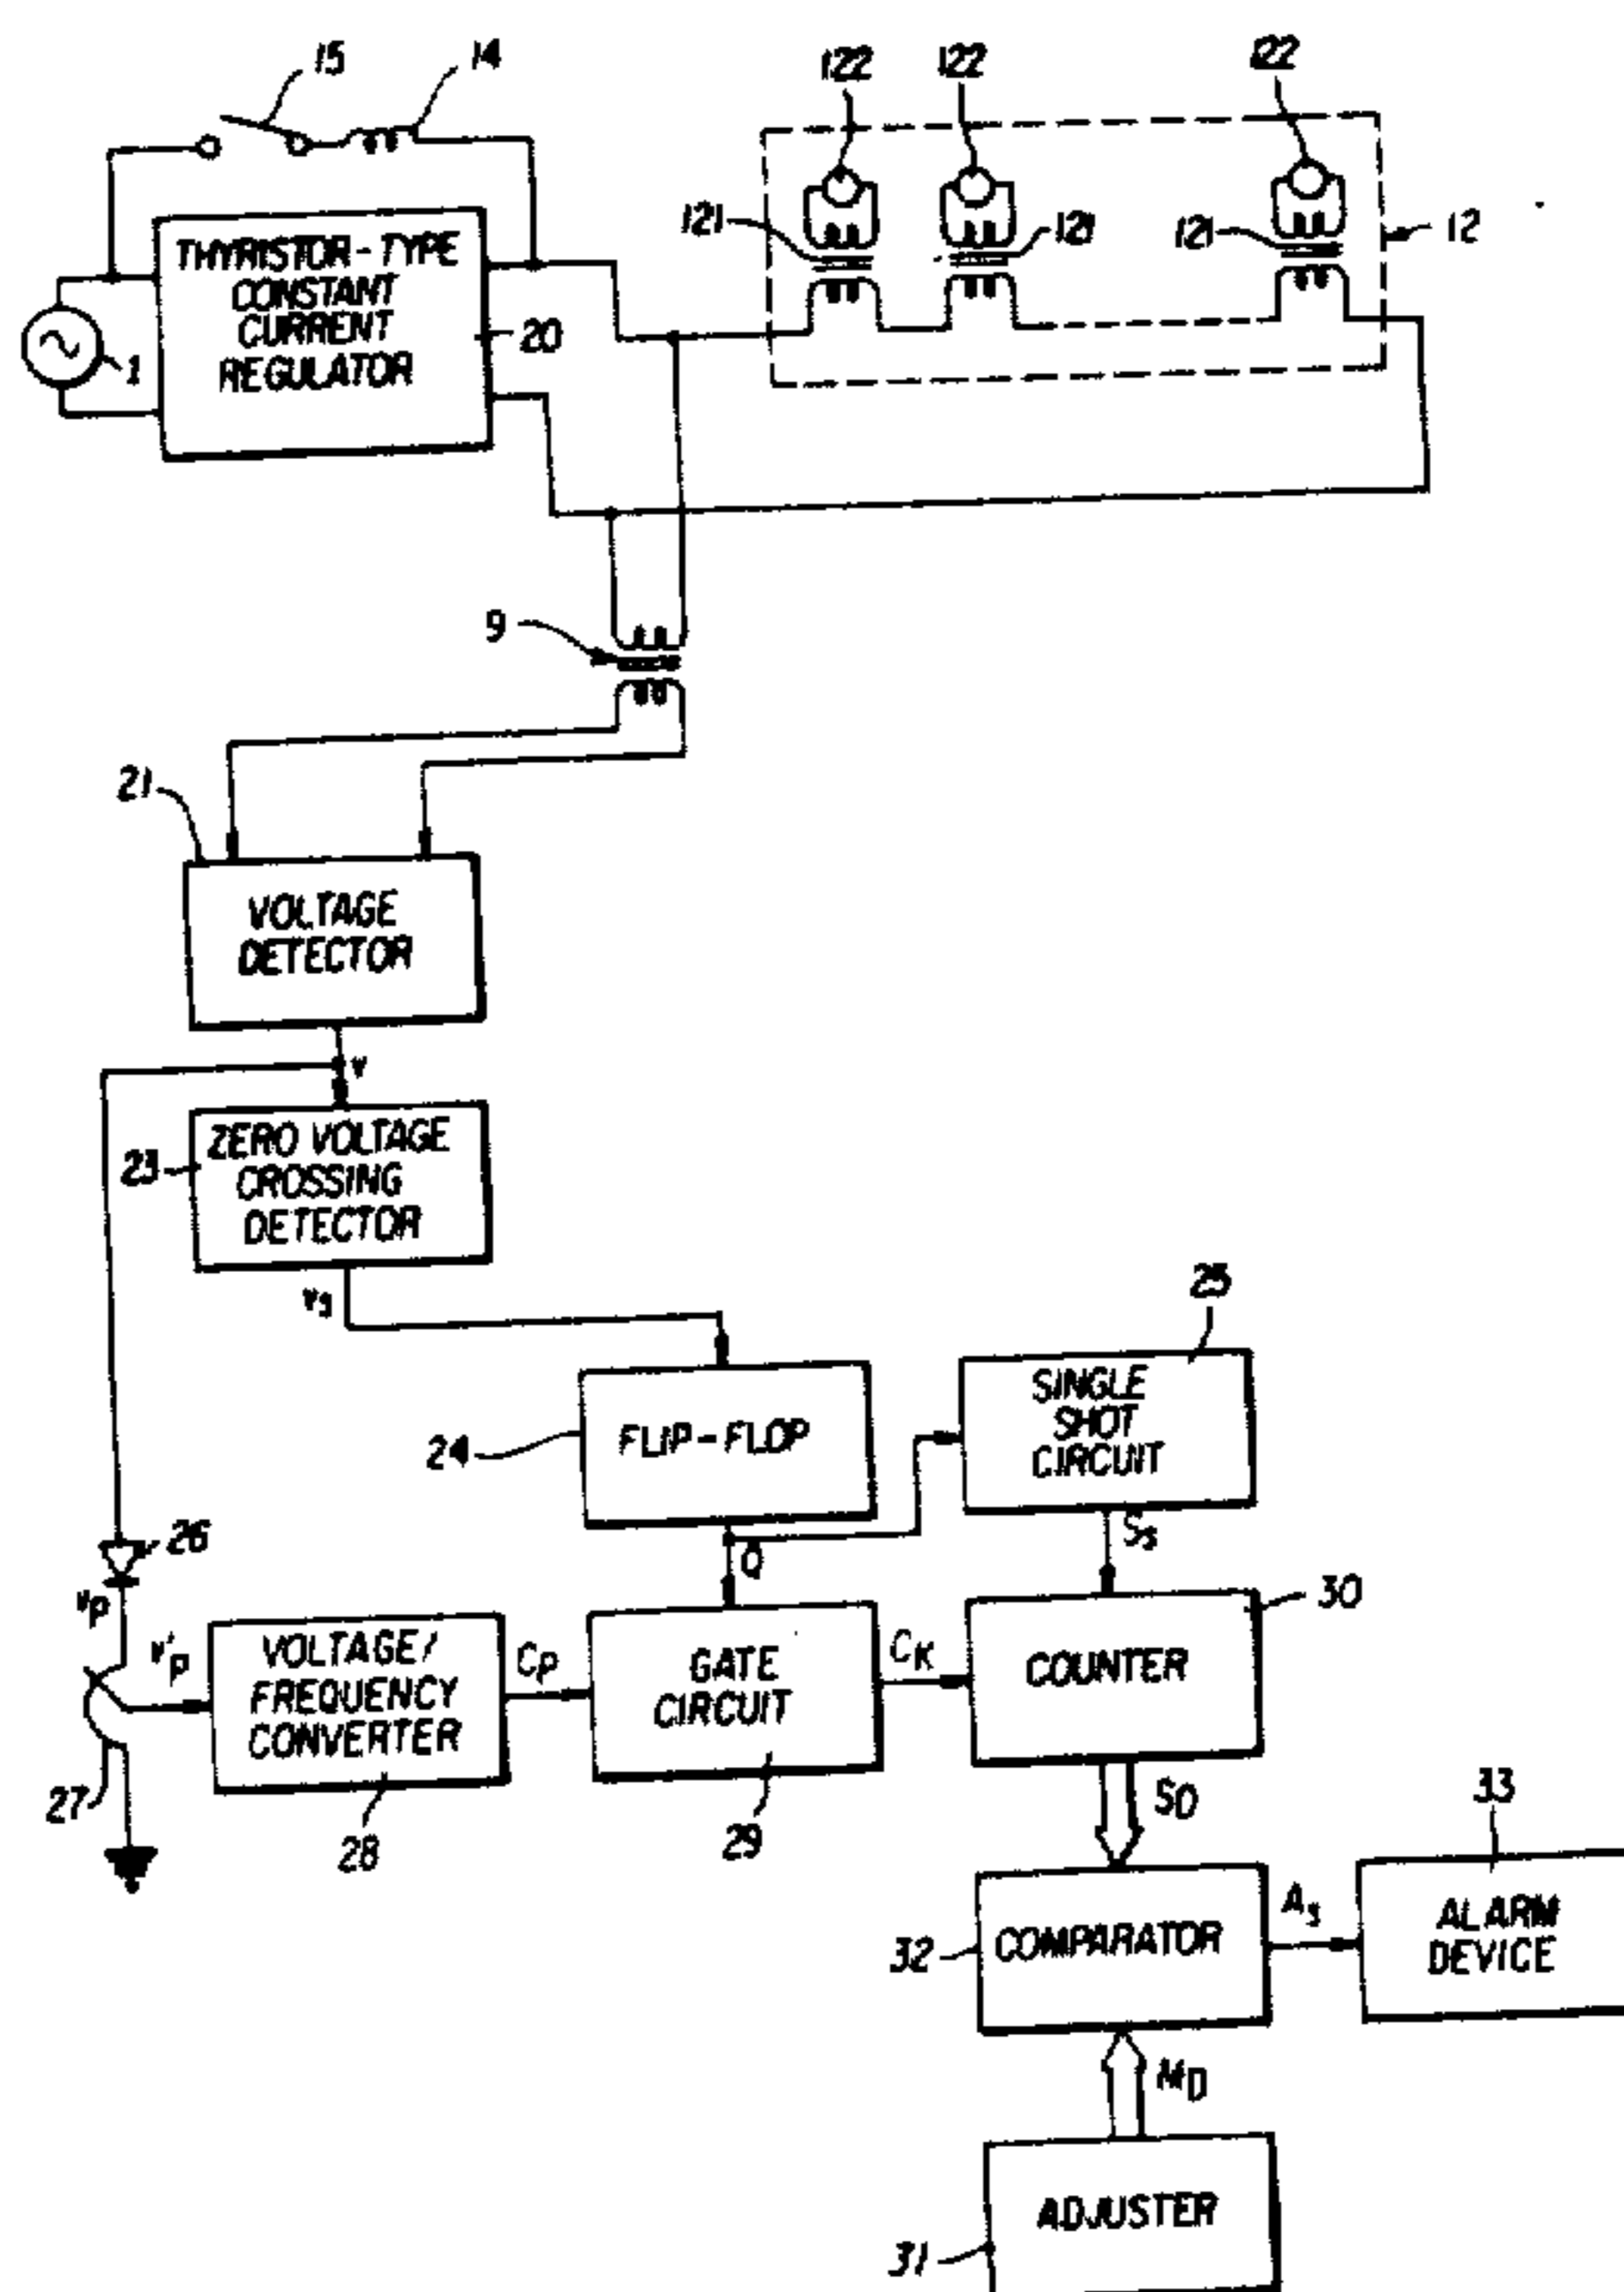 15
14
122
122
122
121
121
121
12
THYRISTOR-TYPE
CONSTANT
CURRENT
REGULATOR
20
1
9
21
VOLTAGE
DETECTOR
v
ZERO VOLTAGE
CROSSING
DETECTOR
23
vs
25
SINGLE
SHOT
CIRCUIT
24
FLIP-FLOP
Q
Ss
26
vp
v'p
VOLTAGE/
FREQUENCY
CONVERTER
CP
GATE
CIRCUIT
CK
COUNTER
30
27
28
29
SD
33
32
COMPARATOR
As
ALARM
DEVICE
MD
ADJUSTER
31